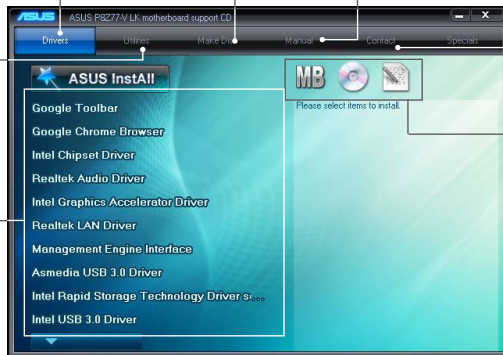 ASUS ASUS P8Z77-V LK motherboard support CD
Drivers Utilities Make Disk Manual Contact Specials
ASUS InstAll
MB
Please select items to install.
Google Toolbar
Google Chrome Browser
Intel Chipset Driver
Realtek Audio Driver
Intel Graphics Accelerator Driver
Realtek LAN Driver
Management Engine Interface
Asmedia USB 3.0 Driver
Intel Rapid Storage Technology Driver s...
Intel USB 3.0 Driver